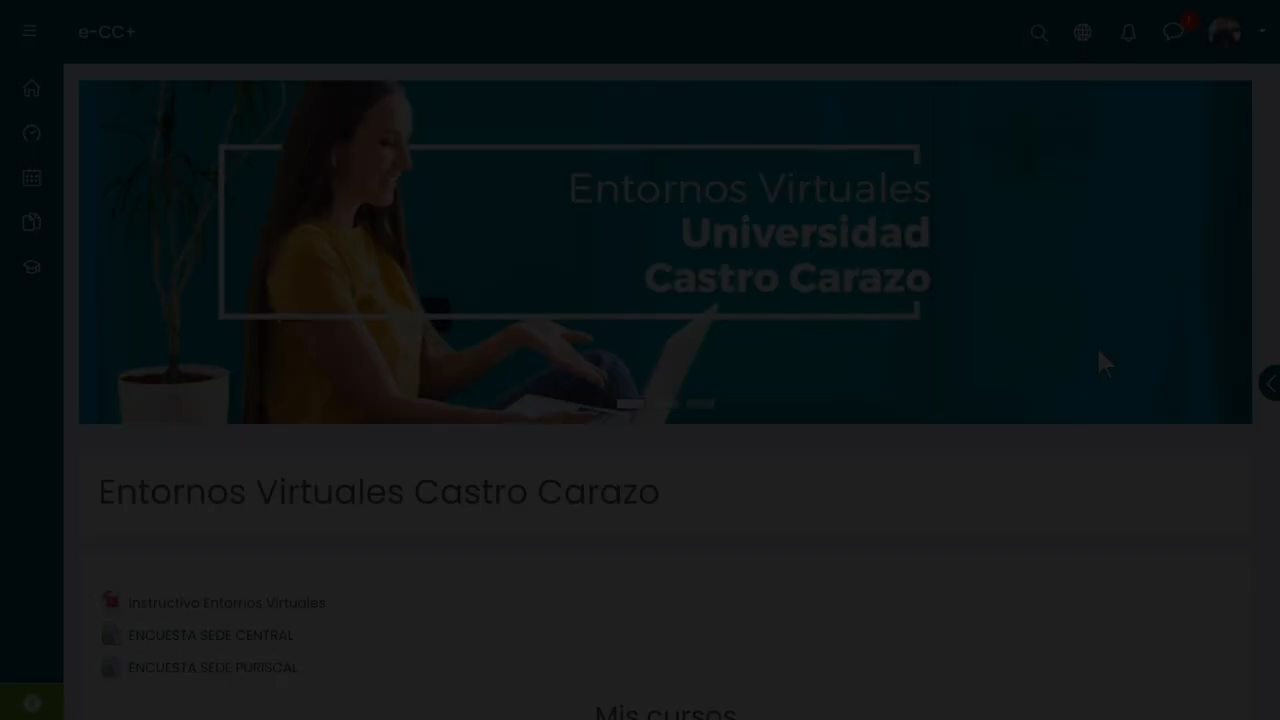 e-CC+
Entornos Virtuales
Universidad
Castro Carazo
Entornos Virtuales Castro Carazo
Instructivo Entornos Virtuales
ENCUESTA SEDE CENTRAL
ENCUESTA SEDE PURISCAL
Mis cursos